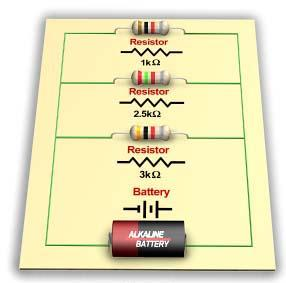 Resistor
1kΩ
Resistor
2.5kΩ
Resistor
3kΩ
Battery
ALKALINE
BATTERY